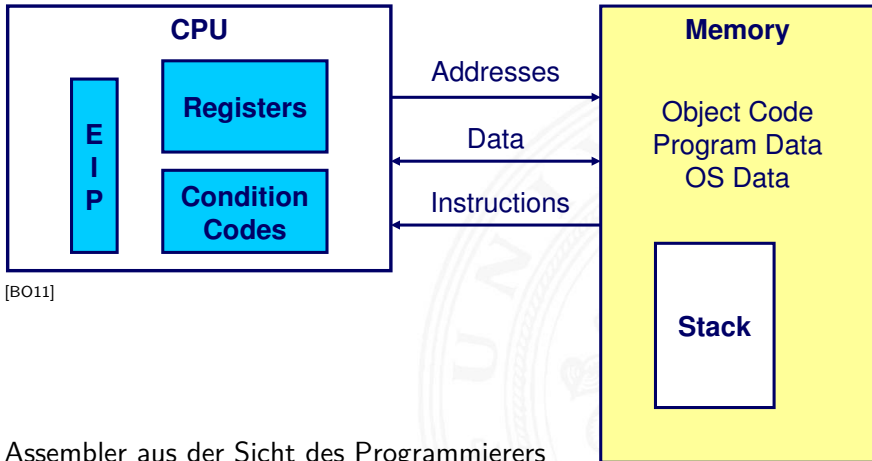 CPU
E
I
P
Registers
Condition
Codes
Addresses
Data
Instructions
Memory
Object Code
Program Data
OS Data
Stack
[BO11]
Assembler aus der Sicht des Programmierers